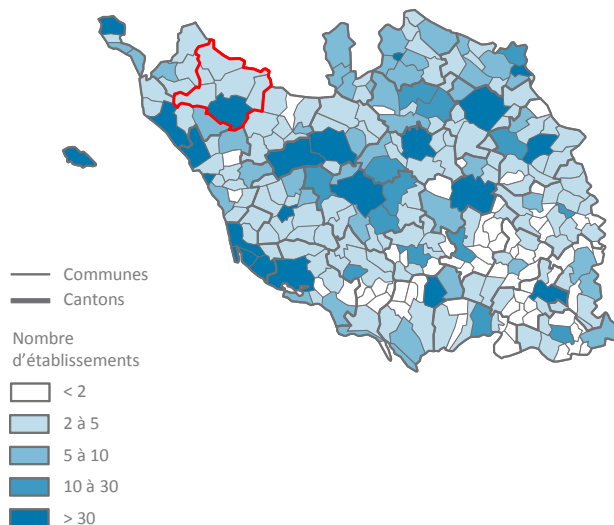 Communes
Cantons
Nombre
d’établissements
< 2
2 à 5
5 à 10
10 à 30
> 30